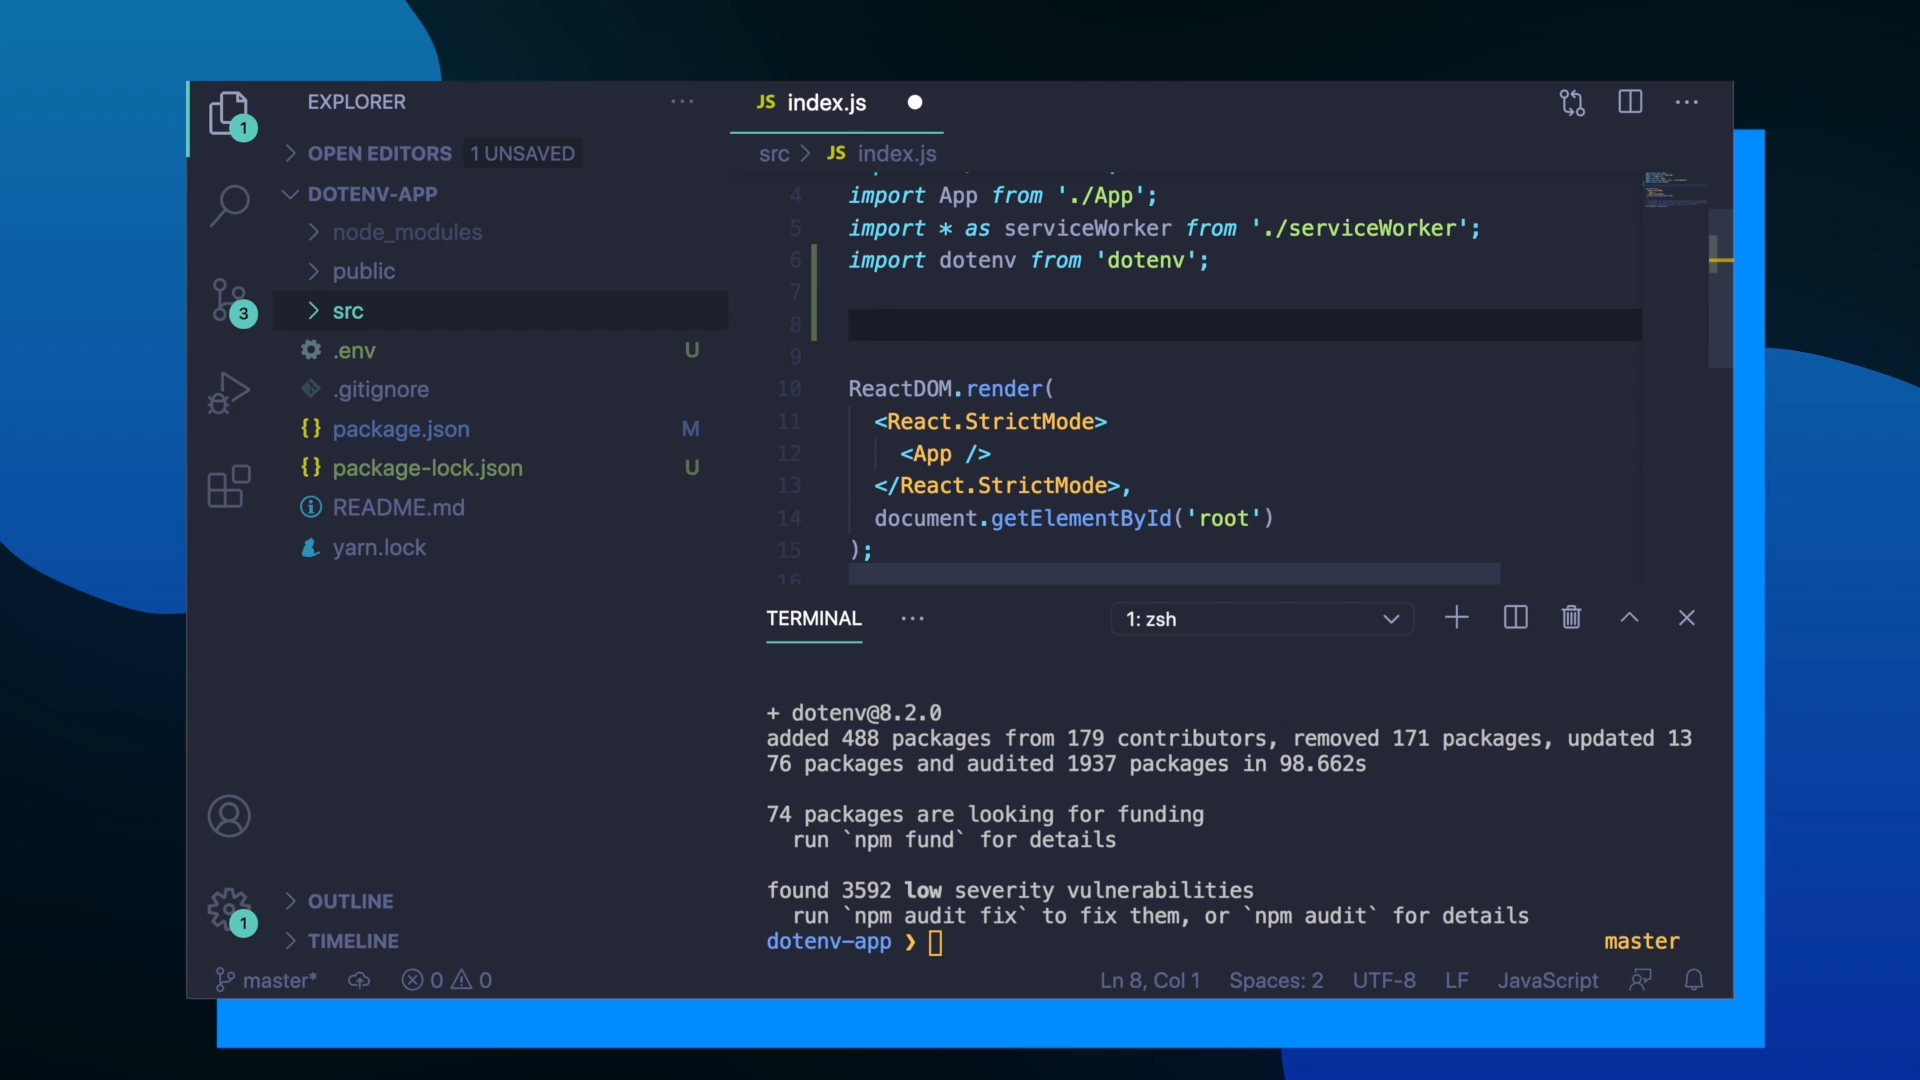 EXPLORER
1
OPEN EDITORS 1 UNSAVED
DOTENV-APP
node_modules
public
src
3
.env U
.gitignore
package.json M
package-lock.json U
README.md
yarn.lock
OUTLINE
1
TIMELINE
JS index.js
src > JS index.js
4 import App from './App';
5 import * as serviceWorker from './serviceWorker';
6 import dotenv from 'dotenv';
7
8
9
10 ReactDOM.render(
11 <React.StrictMode>
12 <App />
13 </React.StrictMode>,
14 document.getElementById('root')
15 );
16
TERMINAL 1: zsh
+ dotenv@8.2.0
added 488 packages from 179 contributors, removed 171 packages, updated 13
76 packages and audited 1937 packages in 98.662s
74 packages are looking for funding
run `npm fund` for details
found 3592 low severity vulnerabilities
run `npm audit fix` to fix them, or `npm audit` for details
dotenv-app ❯ master
master* 0 0 Ln 8, Col 1 Spaces: 2 UTF-8 LF JavaScript